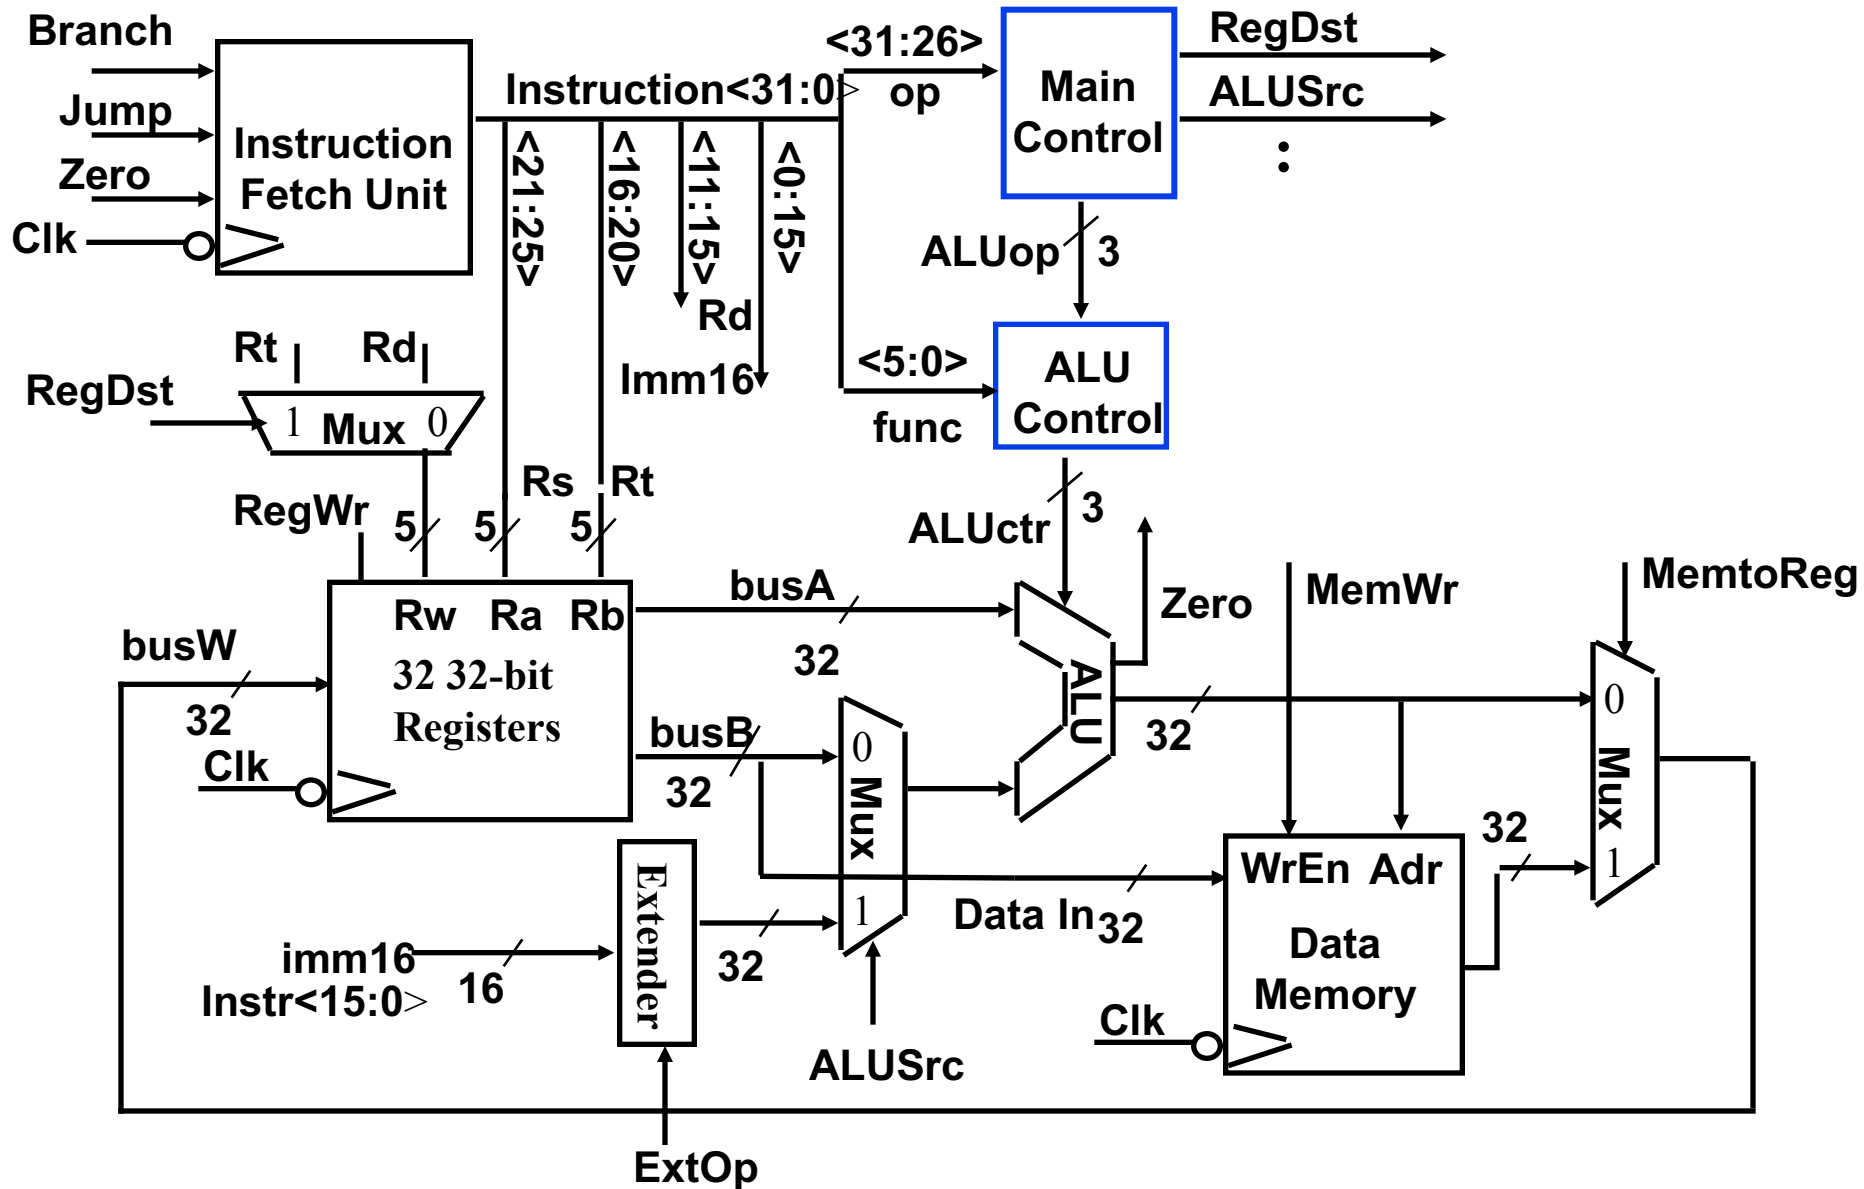 Branch
Jump
Zero
Clk
Instruction
Fetch Unit
Instruction<31:0>
<21:25>
<16:20>
<11:15>
<0:15>
Rd
Imm16
<31:26>
op
Main
Control
RegDst
ALUSrc
:
ALUop
3
<5:0>
func
ALU
Control
ALUctr
3
Rt
Rd
RegDst
1
Mux
0
RegWr
5
5
Rs
5
Rt
Rw
Ra
Rb
32 32-bit
Registers
busW
32
Clk
busA
32
busB
32
0
Mux
1
ALU
Zero
32
MemWr
MemtoReg
0
Mux
1
32
WrEn
Adr
Data
Memory
Clk
Data In
32
Extender
32
imm16
Instr<15:0>
16
ALUSrc
ExtOp